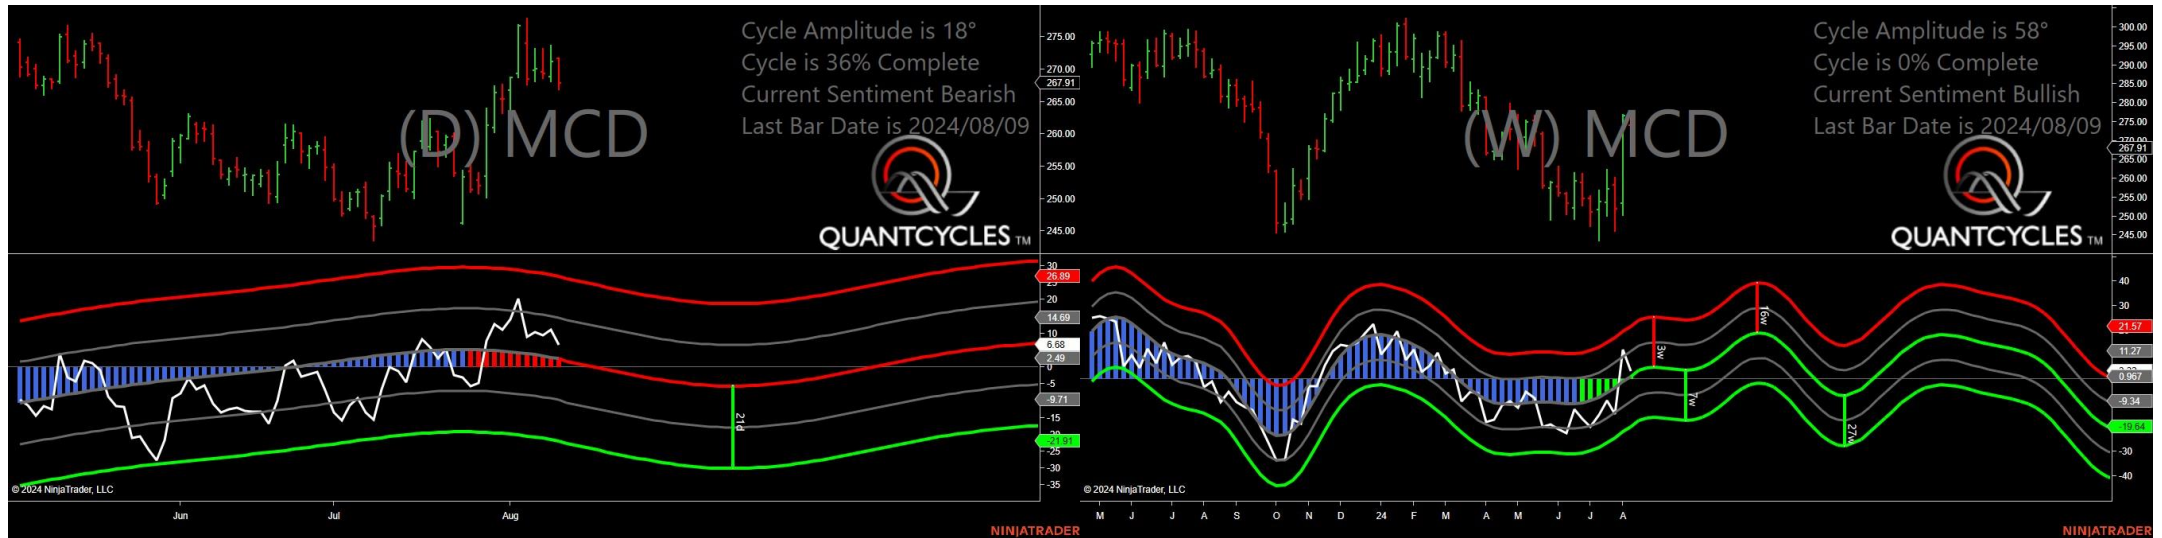 Cycle Amplitude is 18°
Cycle is 36% Complete
Current Sentiment Bearish
Last Bar Date is 2024/08/09
(D) MCD
QUANTCYCLES TM
275.00
270.00
267.91
265.00
260.00
255.00
250.00
245.00
30
26.89
20
14.69
10
6.68
2.49
0
-5
-9.71
-15
-21.91
-25
-30
-35
21d
© 2024 NinjaTrader, LLC
Jun Jul Aug
NINJATRADER
Cycle Amplitude is 58°
Cycle is 0% Complete
Current Sentiment Bullish
Last Bar Date is 2024/08/09
(W) MCD
QUANTCYCLES TM
300.00
295.00
290.00
285.00
280.00
275.00
270.00
267.91
265.00
260.00
255.00
250.00
245.00
40
30
21.57
11.27
0.967
-9.34
-19.64
-30
-40
3w
7w
16w
27w
© 2024 NinjaTrader, LLC
M J J A S O N D 24 F M A M J J A
NINJATRADER